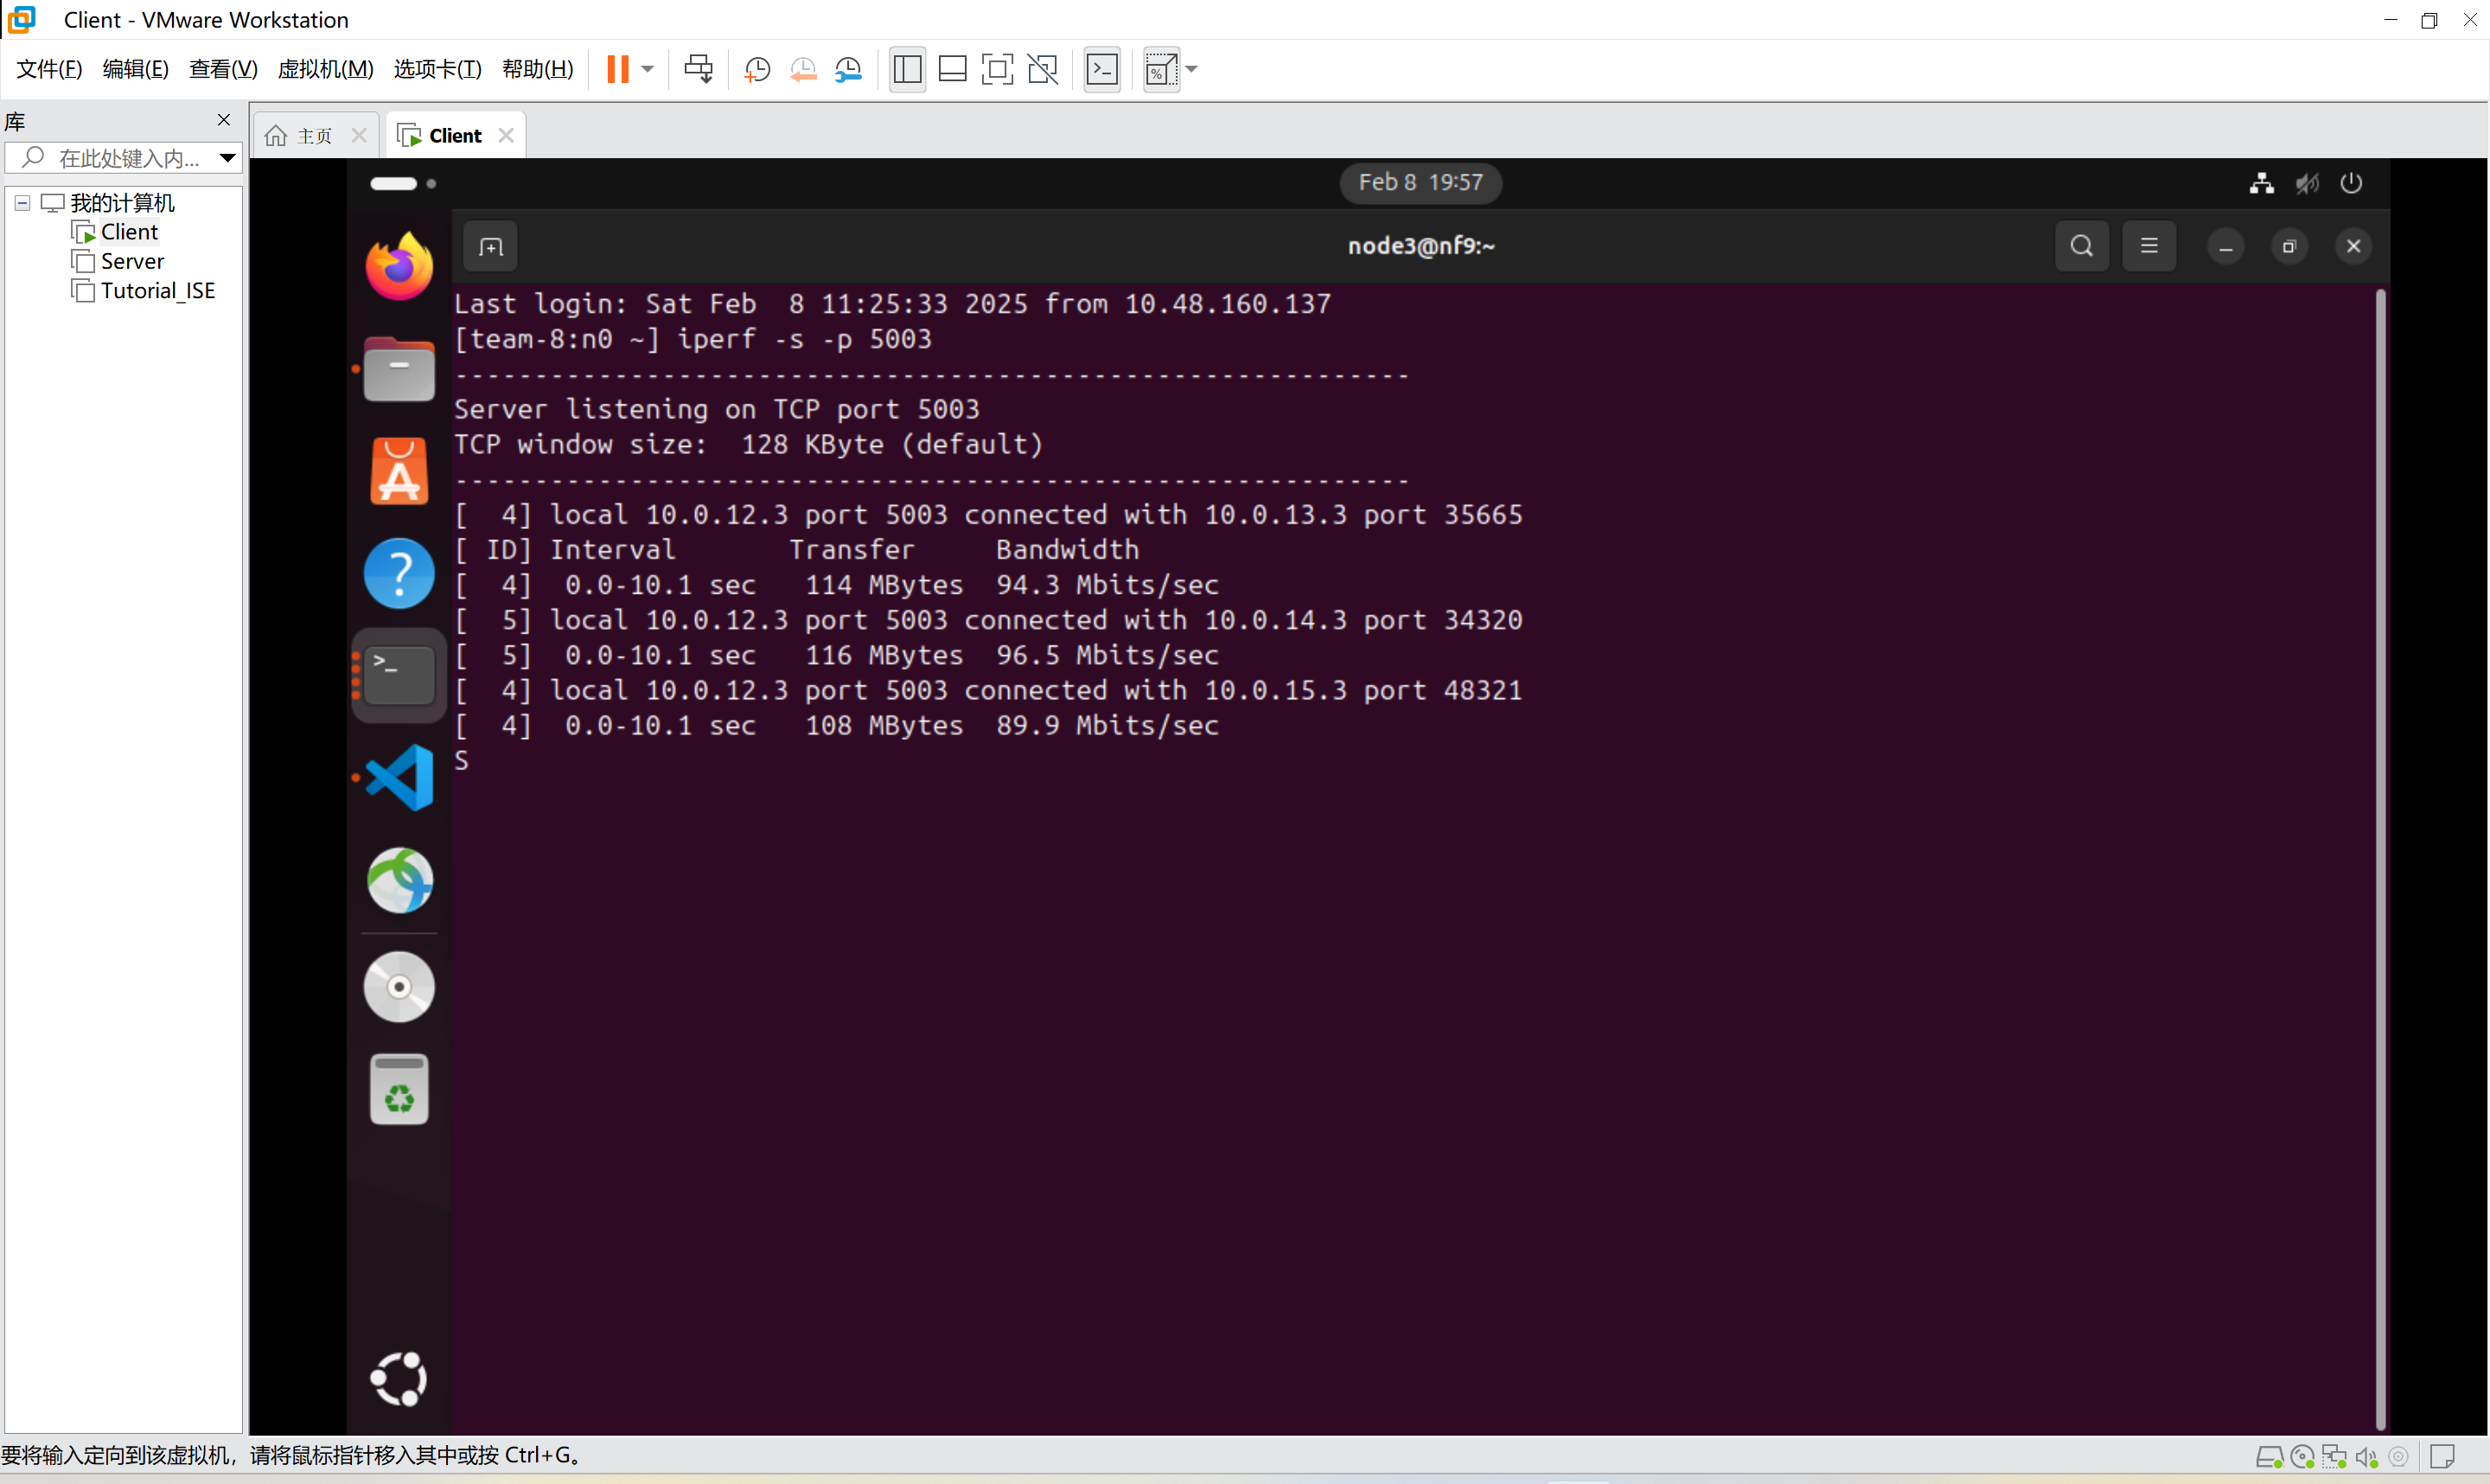 Client - VMware Workstation
文件(F) 编辑(E) 查看(V) 虚拟机(M) 选项卡(T) 帮助(H)
库
在此处键入内...
我的计算机
Client
Server
Tutorial_ISE
主页
Client
Feb 8 19:57
node3@nf9:~
Last login: Sat Feb  8 11:25:33 2025 from 10.48.160.137
[team-8:n0 ~] iperf -s -p 5003
------------------------------------------------------------
Server listening on TCP port 5003
TCP window size:  128 KByte (default)
------------------------------------------------------------
[  4] local 10.0.12.3 port 5003 connected with 10.0.13.3 port 35665
[ ID] Interval       Transfer     Bandwidth
[  4]  0.0-10.1 sec   114 MBytes  94.3 Mbits/sec
[  5] local 10.0.12.3 port 5003 connected with 10.0.14.3 port 34320
[  5]  0.0-10.1 sec   116 MBytes  96.5 Mbits/sec
[  4] local 10.0.12.3 port 5003 connected with 10.0.15.3 port 48321
[  4]  0.0-10.1 sec   108 MBytes  89.9 Mbits/sec
S
要将输入定向到该虚拟机，请将鼠标指针移入其中或按 Ctrl+G。